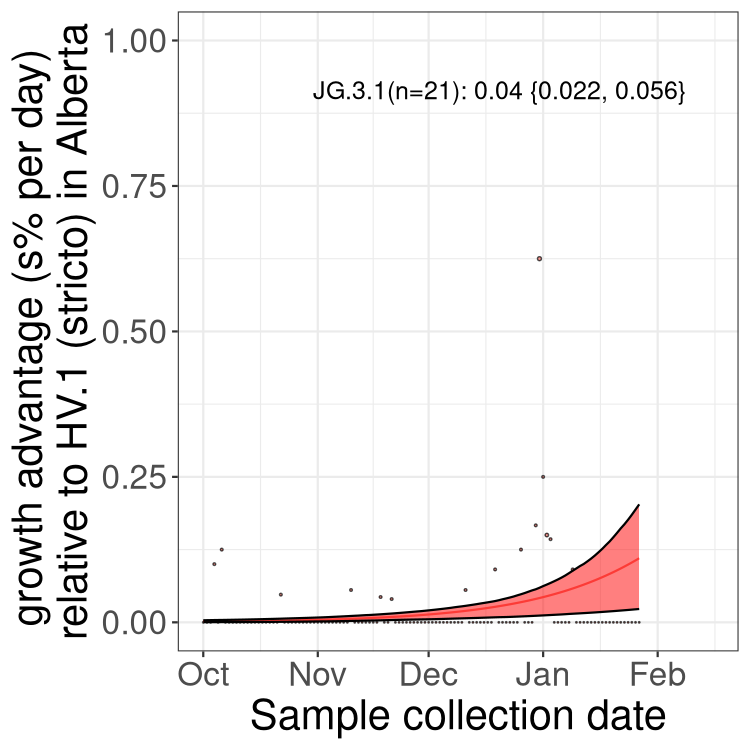 growth advantage (s% per day)
relative to HV.1 (stricto) in Alberta
1.00
0.75
0.50
0.25
0.00
JG.3.1(n=21): 0.04 {0.022, 0.056}
Oct Nov Dec Jan Feb
Sample collection date